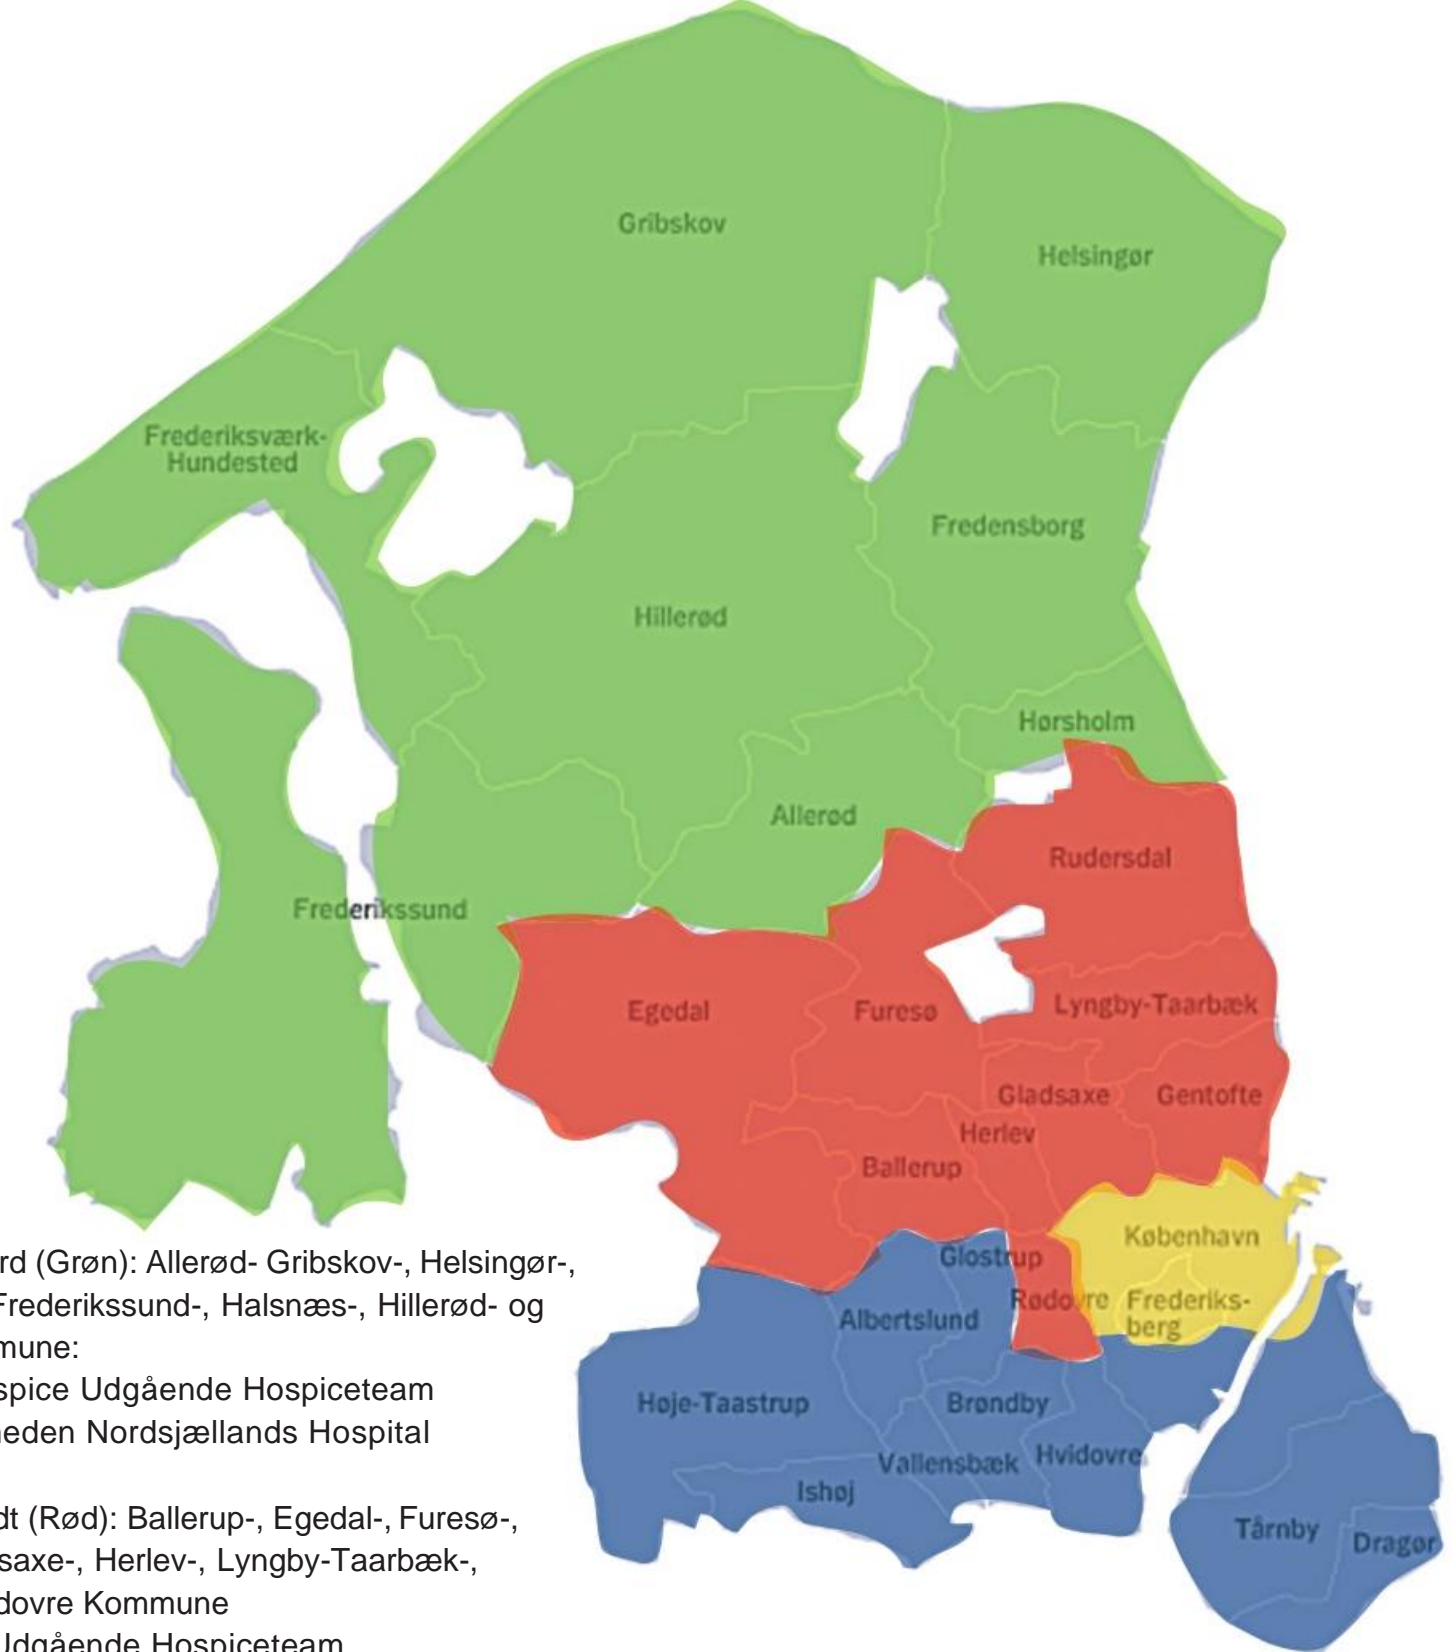 Gribskov
Helsingør
Frederiksværk-
Hundested
Fredensborg
Hillerød
Hørsholm
Allerød
Rudersdal
Frederikssund
Egedal
Furesø
Lyngby-Taarbæk
Gladsaxe
Gentofte
Herlev
Ballerup
København
Glostrup
Rødovre
Frederiks-
berg
Albertslund
Høje-Taastrup
Brøndby
Hvidovre
Vallensbæk
Ishøj
Tårnby
Dragør
rd (Grøn): Allerød- Gribskov-, Helsingør-,
Frederikssund-, Halsnæs-, Hillerød- og
mune:
spice Udgående Hospiceteam
heden Nordsjællands Hospital
dt (Rød): Ballerup-, Egedal-, Furesø-,
saxe-, Herlev-, Lyngby-Taarbæk-,
dovre Kommune
Udgående Hospiceteam